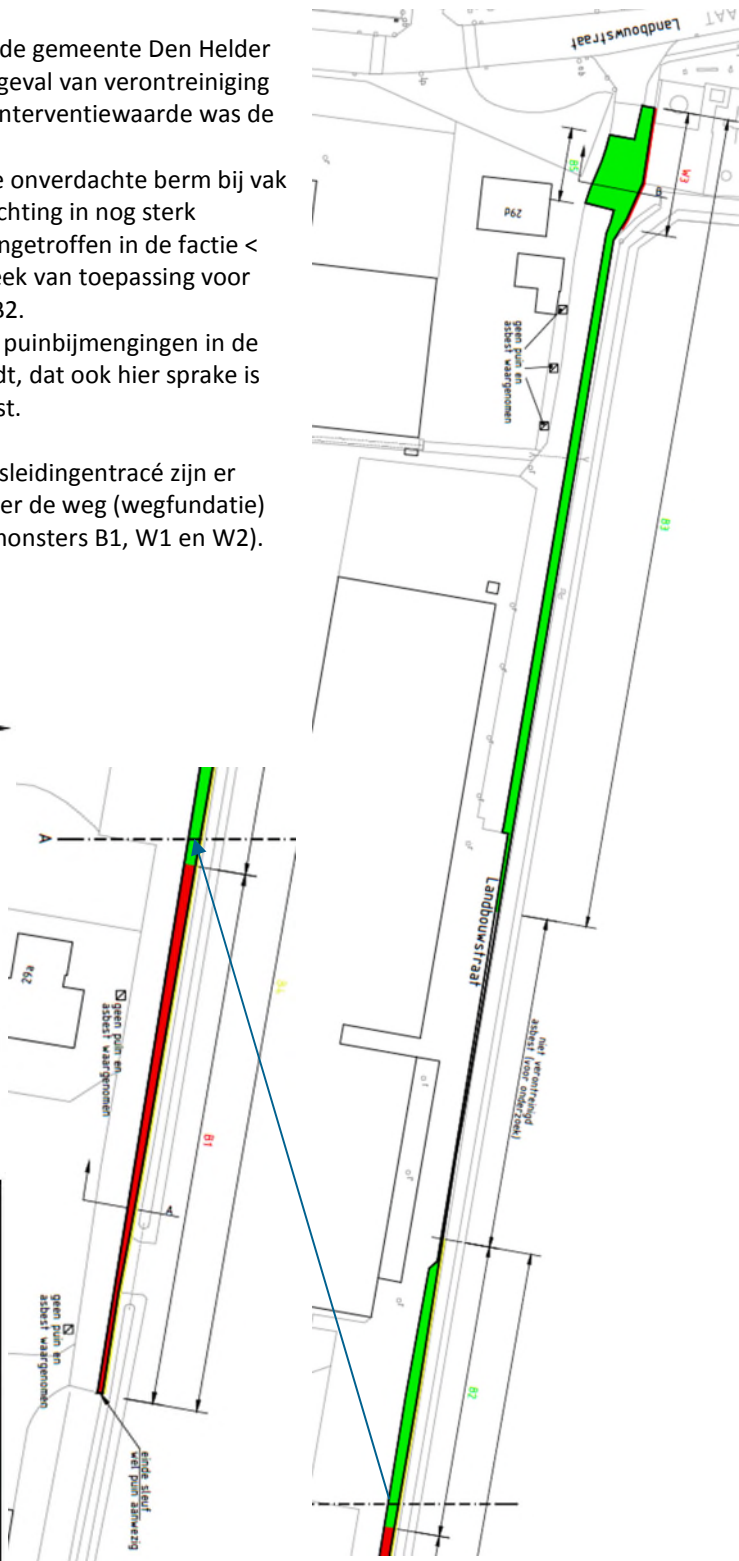 de gemeente Den Helder
geval van verontreiniging
nterventiewaarde was de
e onverdachte berm bij vak
chting in nog sterk
ngetroffen in de factie <
eek van toepassing voor
B2.
puinbijmengingen in de
dt, dat ook hier sprake is
st.
sleidingentracé zijn er
er de weg (wegfundatie)
monsters B1, W1 en W2).
Landbouwstraat
W3
B5
B
29d
geen puin en
asbest waargenomen
B3
Landbouwstraat
niet verontreinigd
asbest (voor onderzoek)
B2
A
29a
geen puin en
asbest waargenomen
B4
B1
A
geen puin en
asbest waargenomen
einde sleuf
wel puin aanwezig